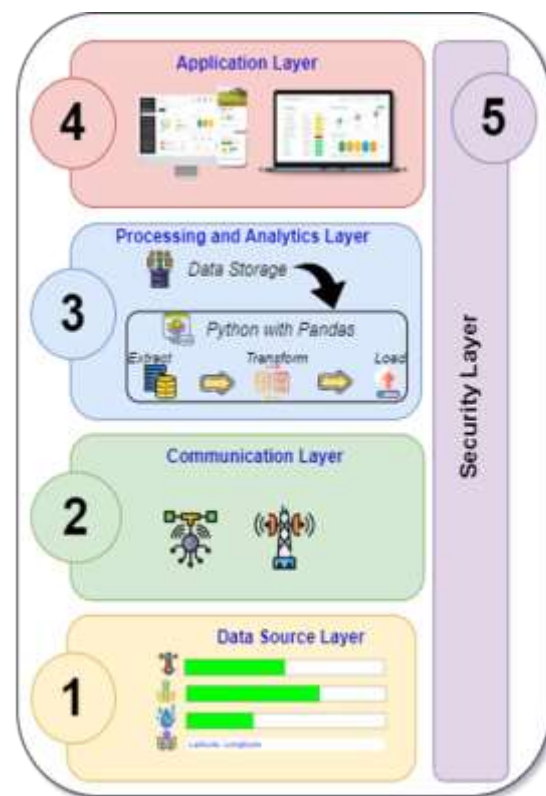 Application Layer
4
5
Processing and Analytics Layer
Data Storage
3
Python with Pandas
Extract
Transform
Load
Security Layer
Communication Layer
2
Data Source Layer
1
Latitude, Longitude